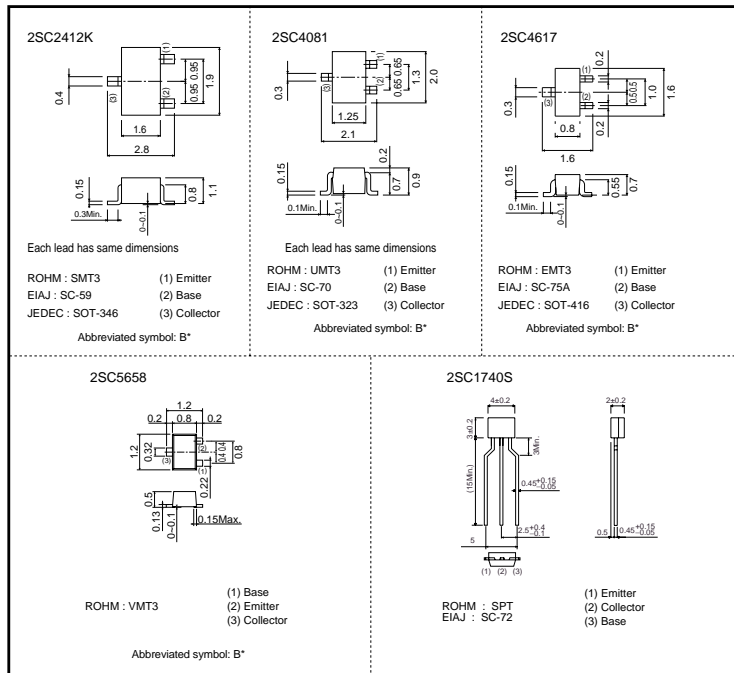 2SC2412K
(1)
(2)
(3)
0.4
0.95 0.95
1.9
1.6
2.8
0.15
0.3Min.
0~0.1
0.8
1.1
Each lead has same dimensions
ROHM : SMT3
EIAJ : SC-59
JEDEC : SOT-346
(1) Emitter
(2) Base
(3) Collector
Abbreviated symbol: B*
2SC4081
(1)
(2)
(3)
0.3
0.65 0.65
1.3
2.0
1.25
2.1
0.2
0.15
0.1Min.
0~0.1
0.7
0.9
Each lead has same dimensions
ROHM : UMT3
EIAJ : SC-70
JEDEC : SOT-323
(1) Emitter
(2) Base
(3) Collector
Abbreviated symbol: B*
2SC4617
0.2
(1)
(2)
(3)
0.3
0.5 0.5
1.0
1.6
0.8
0.2
1.6
0.15
0.1Min.
0~0.1
0.55
0.7
ROHM : EMT3
EIAJ : SC-75A
JEDEC : SOT-416
(1) Emitter
(2) Base
(3) Collector
Abbreviated symbol: B*
2SC5658
1.2
0.2 0.8 0.2
1.2
0.32
(3)
(2)
(1)
0.4 0.4
0.8
0.22
0.5
0.13
0~0.1
0.15Max.
ROHM : VMT3
(1) Base
(2) Emitter
(3) Collector
Abbreviated symbol: B*
2SC1740S
4±0.2
2±0.2
3±0.2
3Min.
(15Min.)
0.45+0.15−0.05
2.5+0.4−0.1
5
0.5
0.45+0.15−0.05
(1) (2) (3)
ROHM : SPT
EIAJ : SC-72
(1) Emitter
(2) Collector
(3) Base